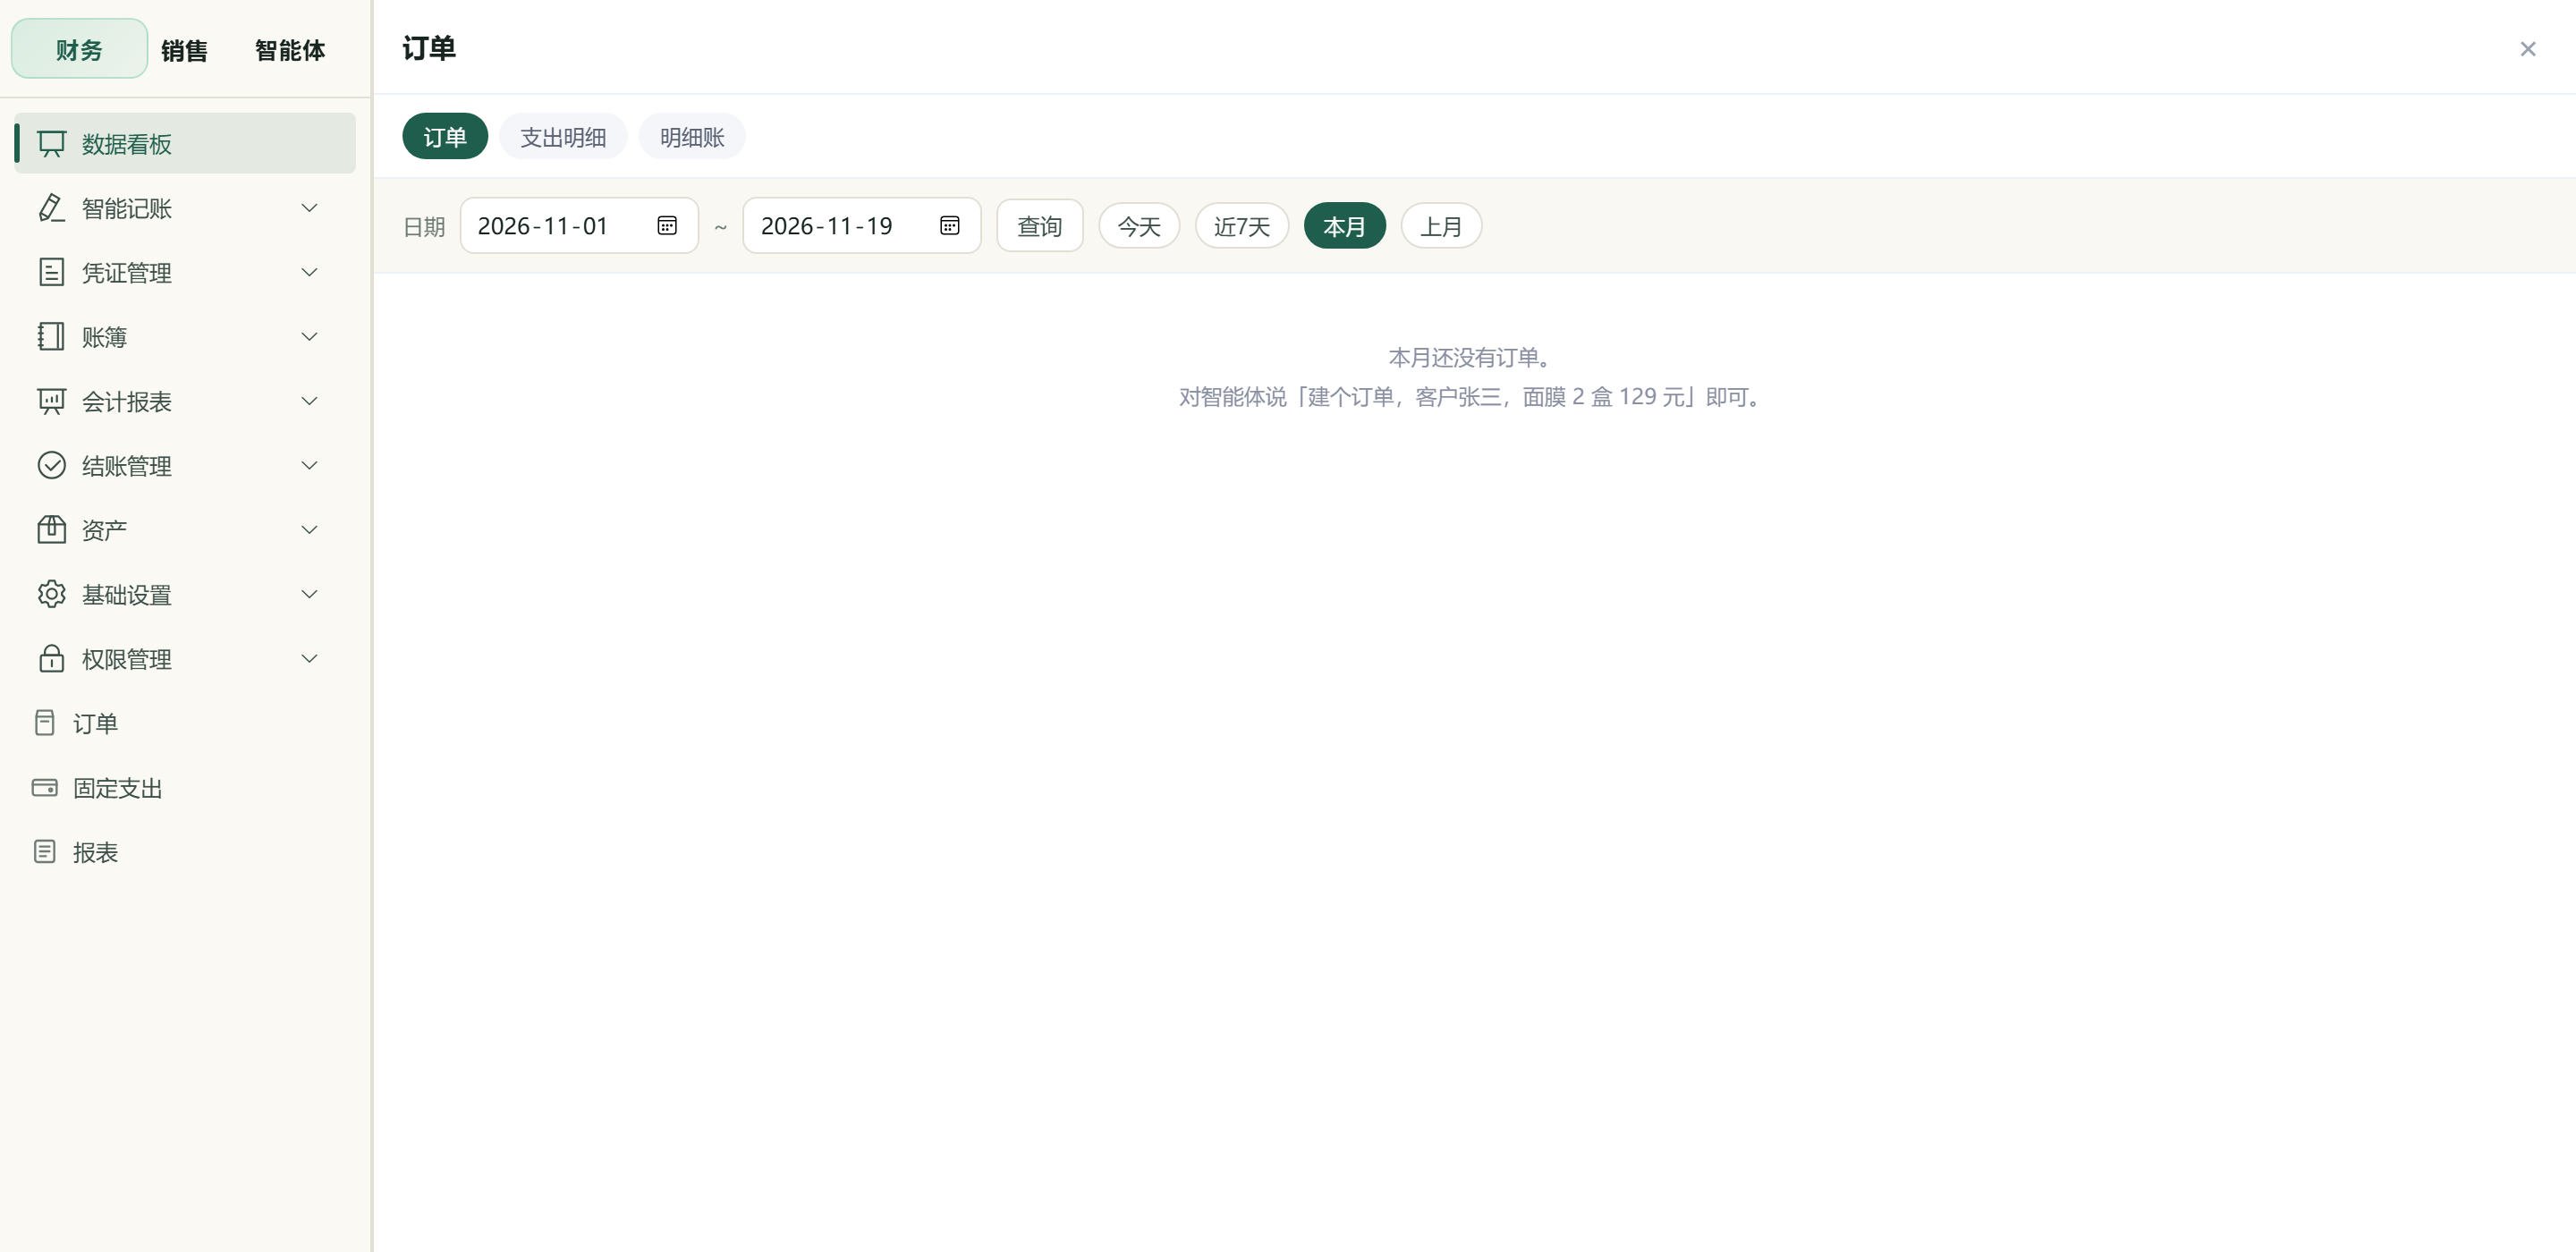 财务 销售 智能体
数据看板
智能记账
凭证管理
账簿
会计报表
结账管理
资产
基础设置
权限管理
订单
固定支出
报表
订单
订单 支出明细 明细账
日期 2026-11-01 ~ 2026-11-19 查询 今天 近7天 本月 上月
本月还没有订单。
对智能体说「建个订单，客户张三，面膜 2 盒 129 元」即可。